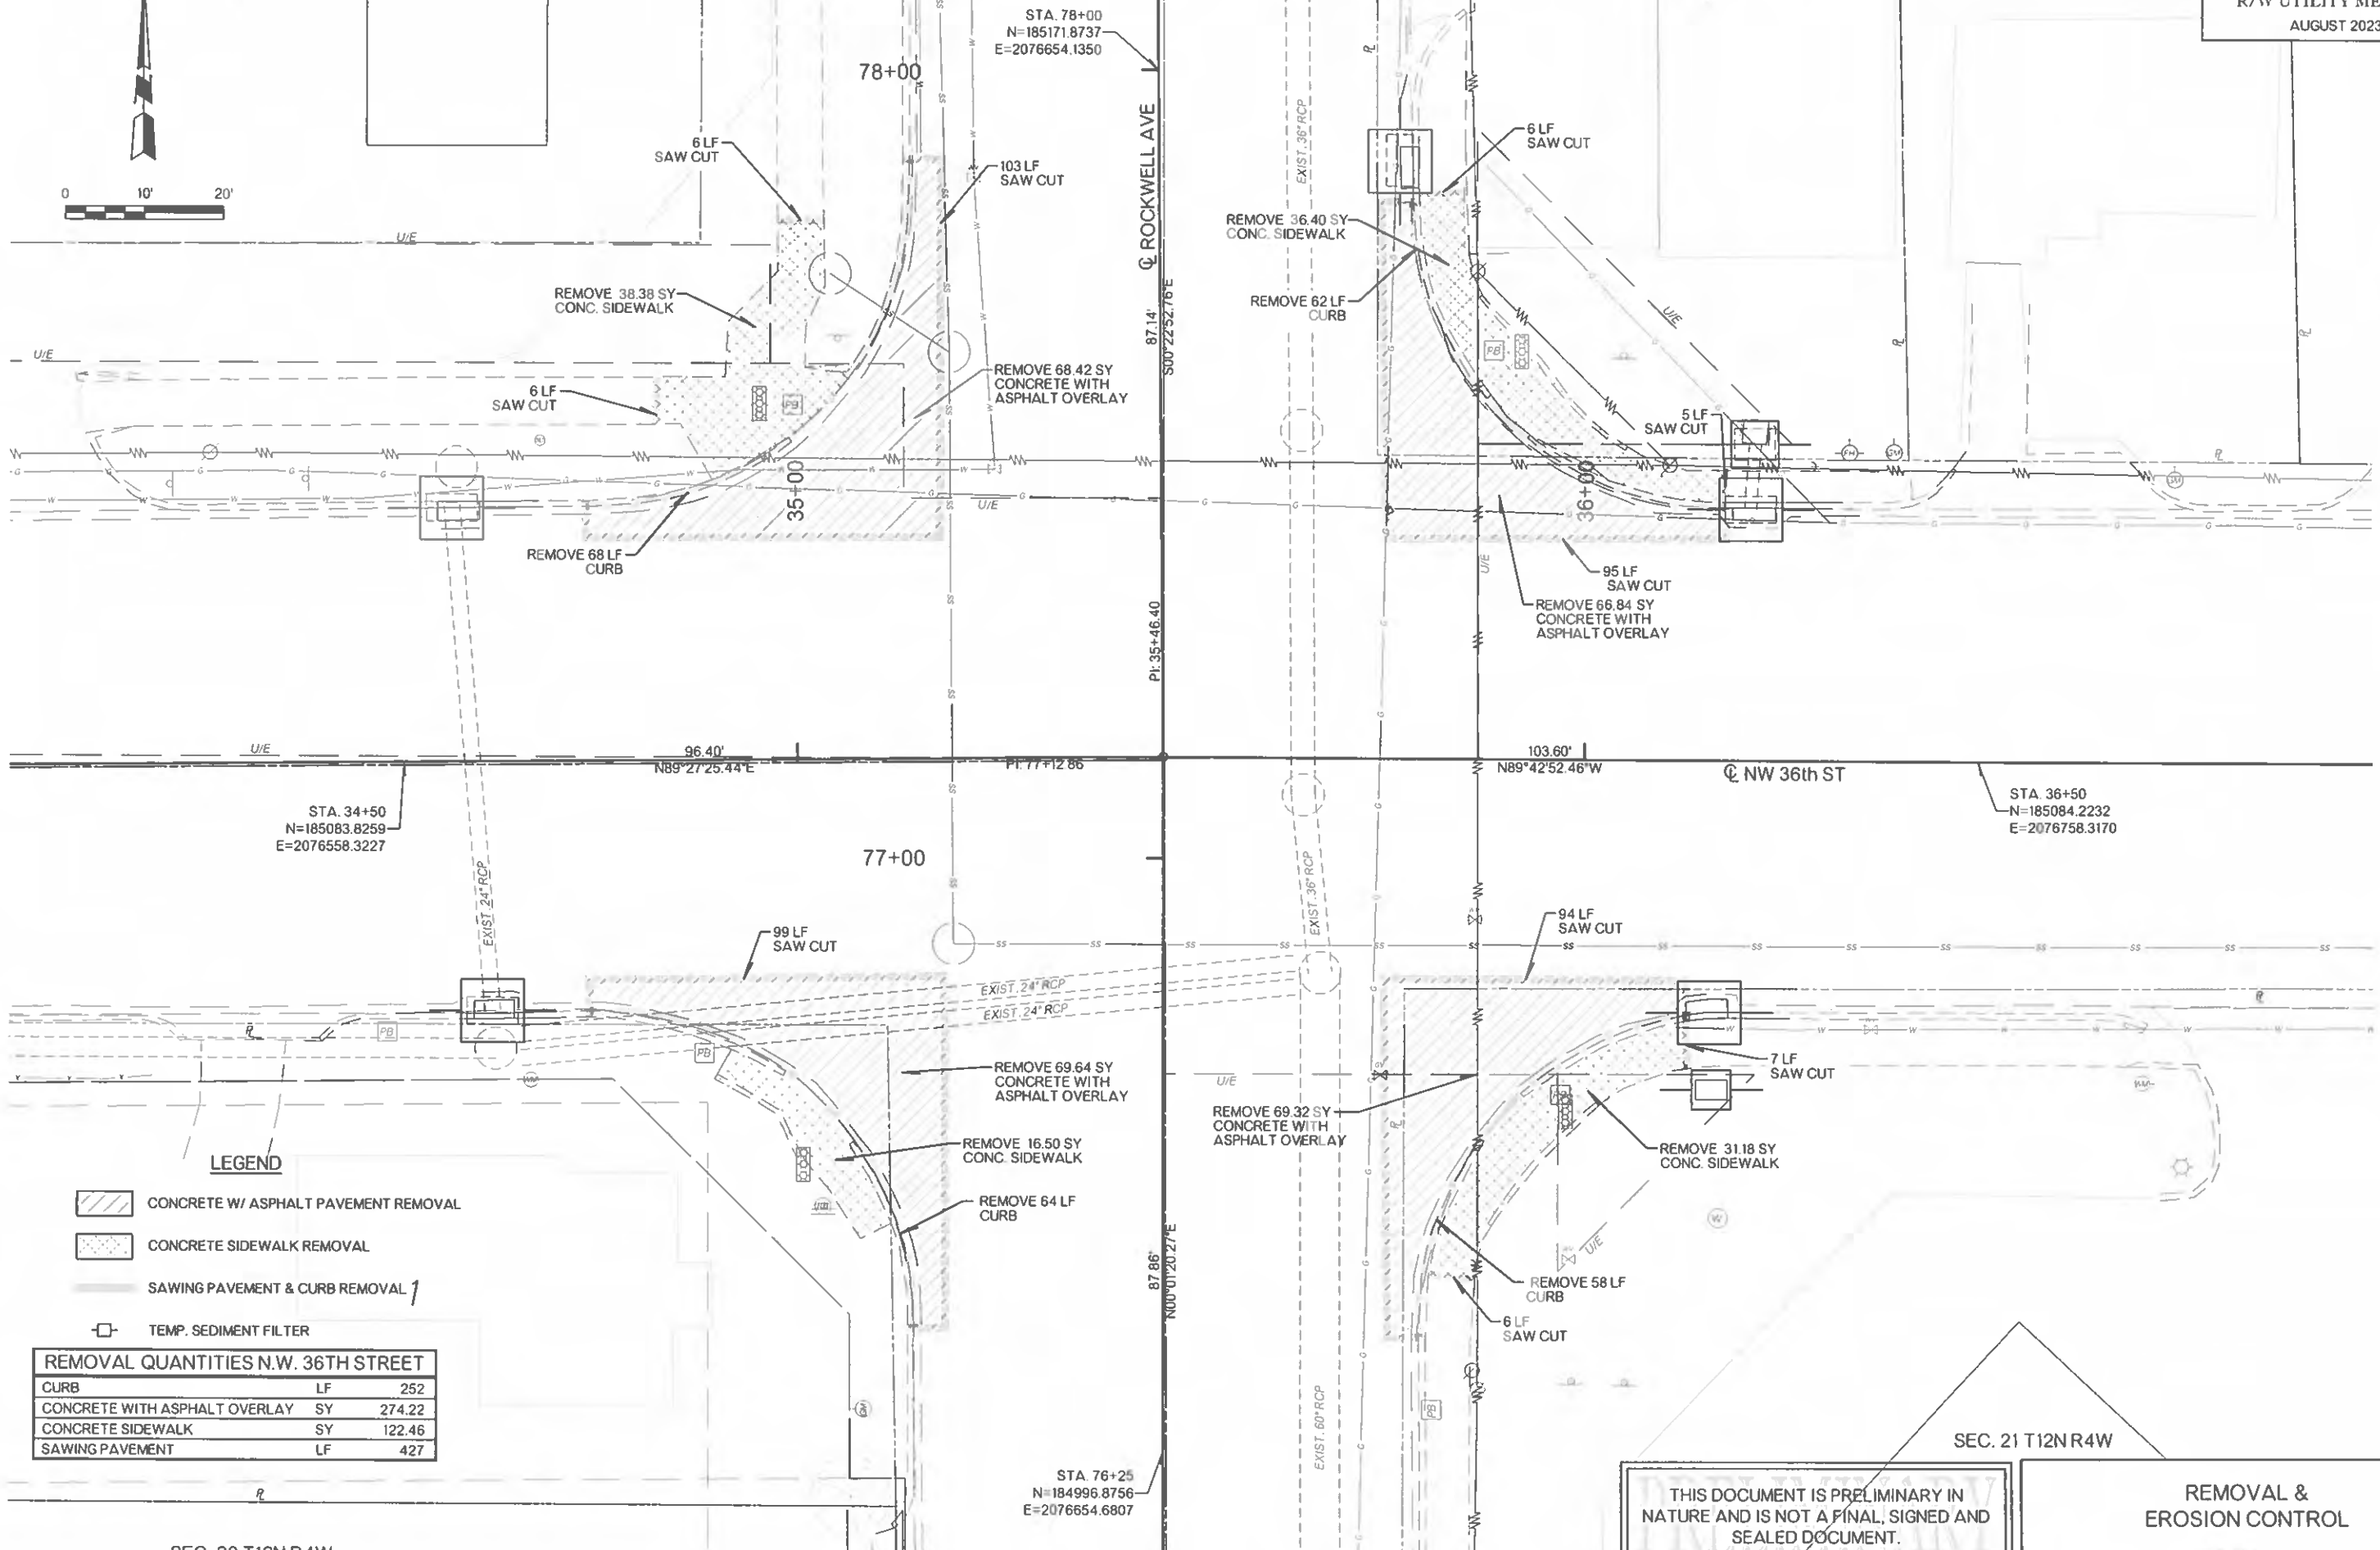 R/W UTILITY ME
AUGUST 2023
STA. 78+00
N=185171.8737
E=2076654.1350
78+00
0 10' 20'
6 LF
SAW CUT
103 LF
SAW CUT
℄ ROCKWELL AVE
EXIST. 36" RCP
6 LF
SAW CUT
REMOVE 36.40 SY
CONC. SIDEWALK
U/E
REMOVE 38.38 SY
CONC. SIDEWALK
REMOVE 62 LF
CURB
87.14'
S00°22'52.76"E
U/E
U/E
REMOVE 68.42 SY
CONCRETE WITH
ASPHALT OVERLAY
6 LF
SAW CUT
PB
PB
5 LF
SAW CUT
35+00
36+00
U/E
U/E
REMOVE 68 LF
CURB
95 LF
SAW CUT
REMOVE 66.84 SY
CONCRETE WITH
ASPHALT OVERLAY
PI: 35+46.40
U/E
96.40'
N89°27'25.44"E
PI: 77+12.86
103.60'
N89°42'52.46"W
℄ NW 36th ST
STA. 34+50
N=185083.8259
E=2076558.3227
STA. 36+50
N=185084.2232
E=2076758.3170
77+00
EXIST. 24" RCP
EXIST. 36" RCP
99 LF
SAW CUT
94 LF
SAW CUT
EXIST. 24" RCP
EXIST. 24" RCP
PB
PB
REMOVE 69.64 SY
CONCRETE WITH
ASPHALT OVERLAY
U/E
7 LF
SAW CUT
REMOVE 69.32 SY
CONCRETE WITH
ASPHALT OVERLAY
REMOVE 16.50 SY
CONC. SIDEWALK
REMOVE 31.18 SY
CONC. SIDEWALK
REMOVE 64 LF
CURB
U/E
87.86'
N00°01'20.27"E
REMOVE 58 LF
CURB
6 LF
SAW CUT
PB
EXIST. 60" RCP
LEGEND
CONCRETE W/ ASPHALT PAVEMENT REMOVAL
CONCRETE SIDEWALK REMOVAL
SAWING PAVEMENT & CURB REMOVAL 1
TEMP. SEDIMENT FILTER
REMOVAL QUANTITIES N.W. 36TH STREET
CURB LF 252
CONCRETE WITH ASPHALT OVERLAY SY 274.22
CONCRETE SIDEWALK SY 122.46
SAWING PAVEMENT LF 427
STA. 76+25
N=184996.8756
E=2076654.6807
SEC. 21 T12N R4W
PRELIMINARY
THIS DOCUMENT IS PRELIMINARY IN
NATURE AND IS NOT A FINAL, SIGNED AND
SEALED DOCUMENT.
REMOVAL &
EROSION CONTROL